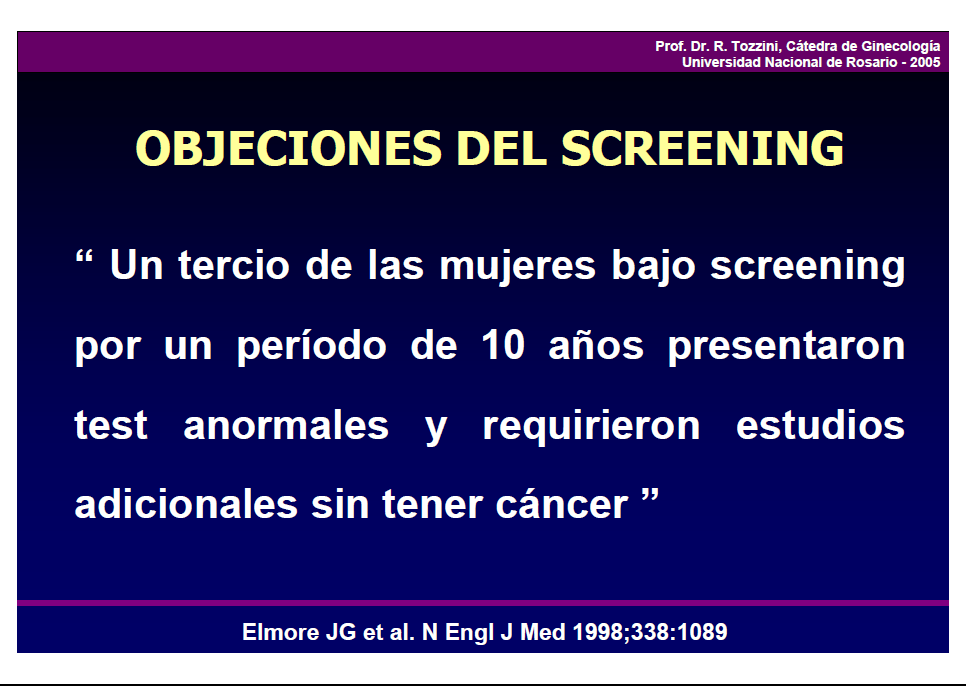 Prof. Dr. R. Tozzini, Cátedra de Ginecología
Universidad Nacional de Rosario - 2005
OBJECIONES DEL SCREENING
“ Un tercio de las mujeres bajo screening
por un período de 10 años presentaron
test anormales y requirieron estudios
adicionales sin tener cáncer ”
Elmore JG et al. N Engl J Med 1998;338:1089